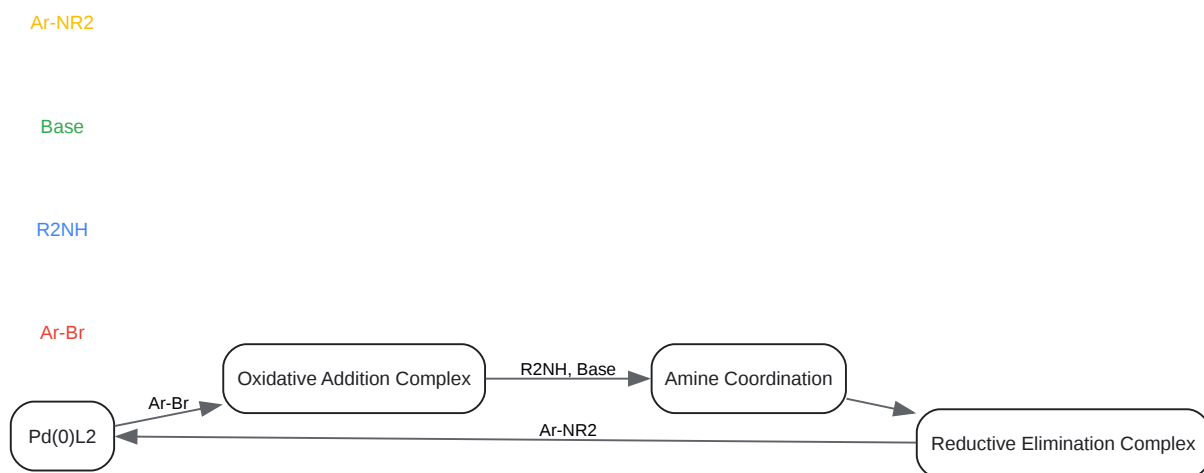 Ar-NR2
Base
R2NH
Ar-Br
R2NH, Base
Oxidative Addition Complex
Amine Coordination
Ar-Br
Ar-NR2
Pd(0)L2
Reductive Elimination Complex